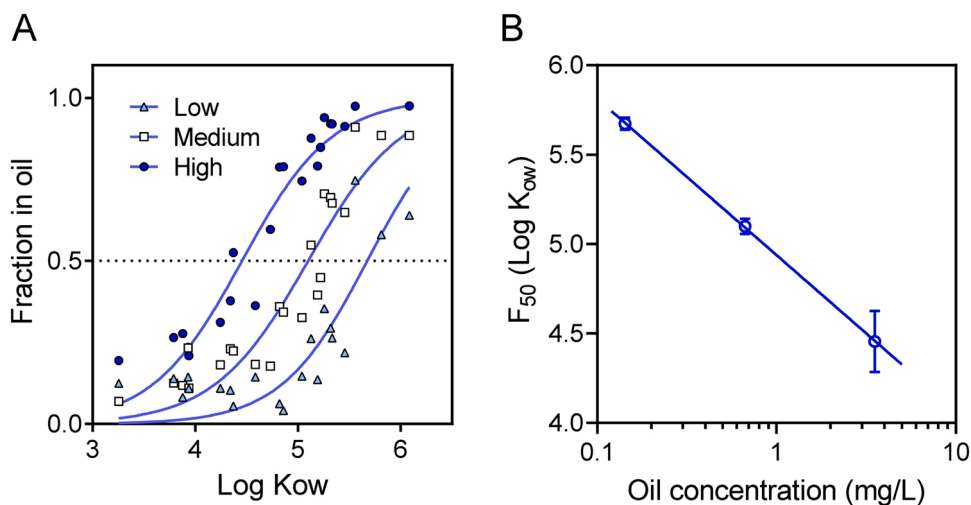 A
Fraction in oil
1.0
0.5
0.0
Low
Medium
High
3
4
5
6
Log Kow
B
F50 (Log Kow)
6.0
5.5
5.0
4.5
4.0
0.1
1
10
Oil concentration (mg/L)